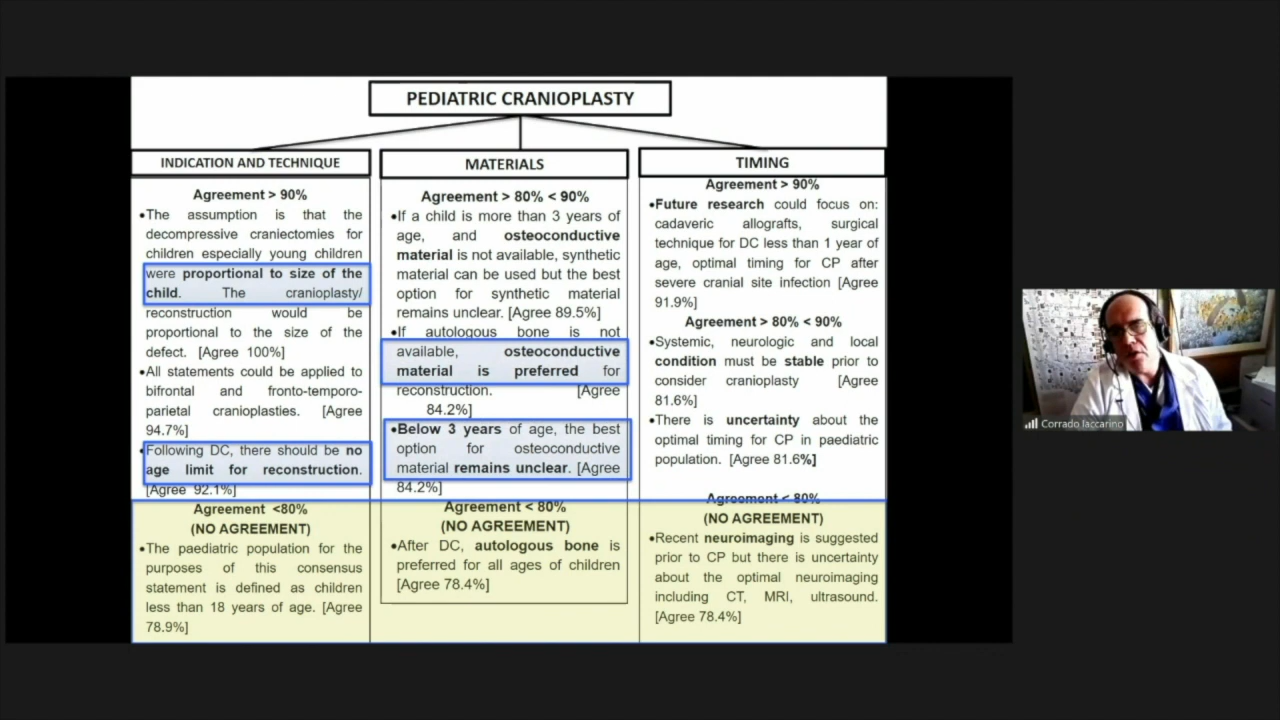 PEDIATRIC CRANIOPLASTY
INDICATION AND TECHNIQUE
Agreement > 90%
•The assumption is that the
decompressive craniectomies for
children especially young children
were proportional to size of the
child. The cranioplasty/
reconstruction would be
proportional to the size of the
defect. [Agree 100%]
•All statements could be applied to
bifrontal and fronto-temporo-
parietal cranioplasties. [Agree
94.7%]
•Following DC, there should be no
age limit for reconstruction.
[Agree 92.1%]
Agreement <80%
(NO AGREEMENT)
•The paediatric population for the
purposes of this consensus
statement is defined as children
less than 18 years of age. [Agree
78.9%]
MATERIALS
Agreement > 80% < 90%
•If a child is more than 3 years of
age, and osteoconductive
material is not available, synthetic
material can be used but the best
option for synthetic material
remains unclear. [Agree 89.5%]
•If autologous bone is not
available, osteoconductive
material is preferred for
reconstruction. [Agree
84.2%]
•Below 3 years of age, the best
option for osteoconductive
material remains unclear. [Agree
84.2%]
Agreement < 80%
(NO AGREEMENT)
•After DC, autologous bone is
preferred for all ages of children
[Agree 78.4%]
TIMING
Agreement > 90%
•Future research could focus on:
cadaveric allografts, surgical
technique for DC less than 1 year of
age, optimal timing for CP after
severe cranial site infection [Agree
91.9%]
Agreement > 80% < 90%
•Systemic, neurologic and local
condition must be stable prior to
consider cranioplasty [Agree
81.6%]
•There is uncertainty about the
optimal timing for CP in paediatric
population. [Agree 81.6%]
Agreement < 80%
(NO AGREEMENT)
•Recent neuroimaging is suggested
prior to CP but there is uncertainty
about the optimal neuroimaging
including CT, MRI, ultrasound.
[Agree 78.4%]
Corrado Iaccarino